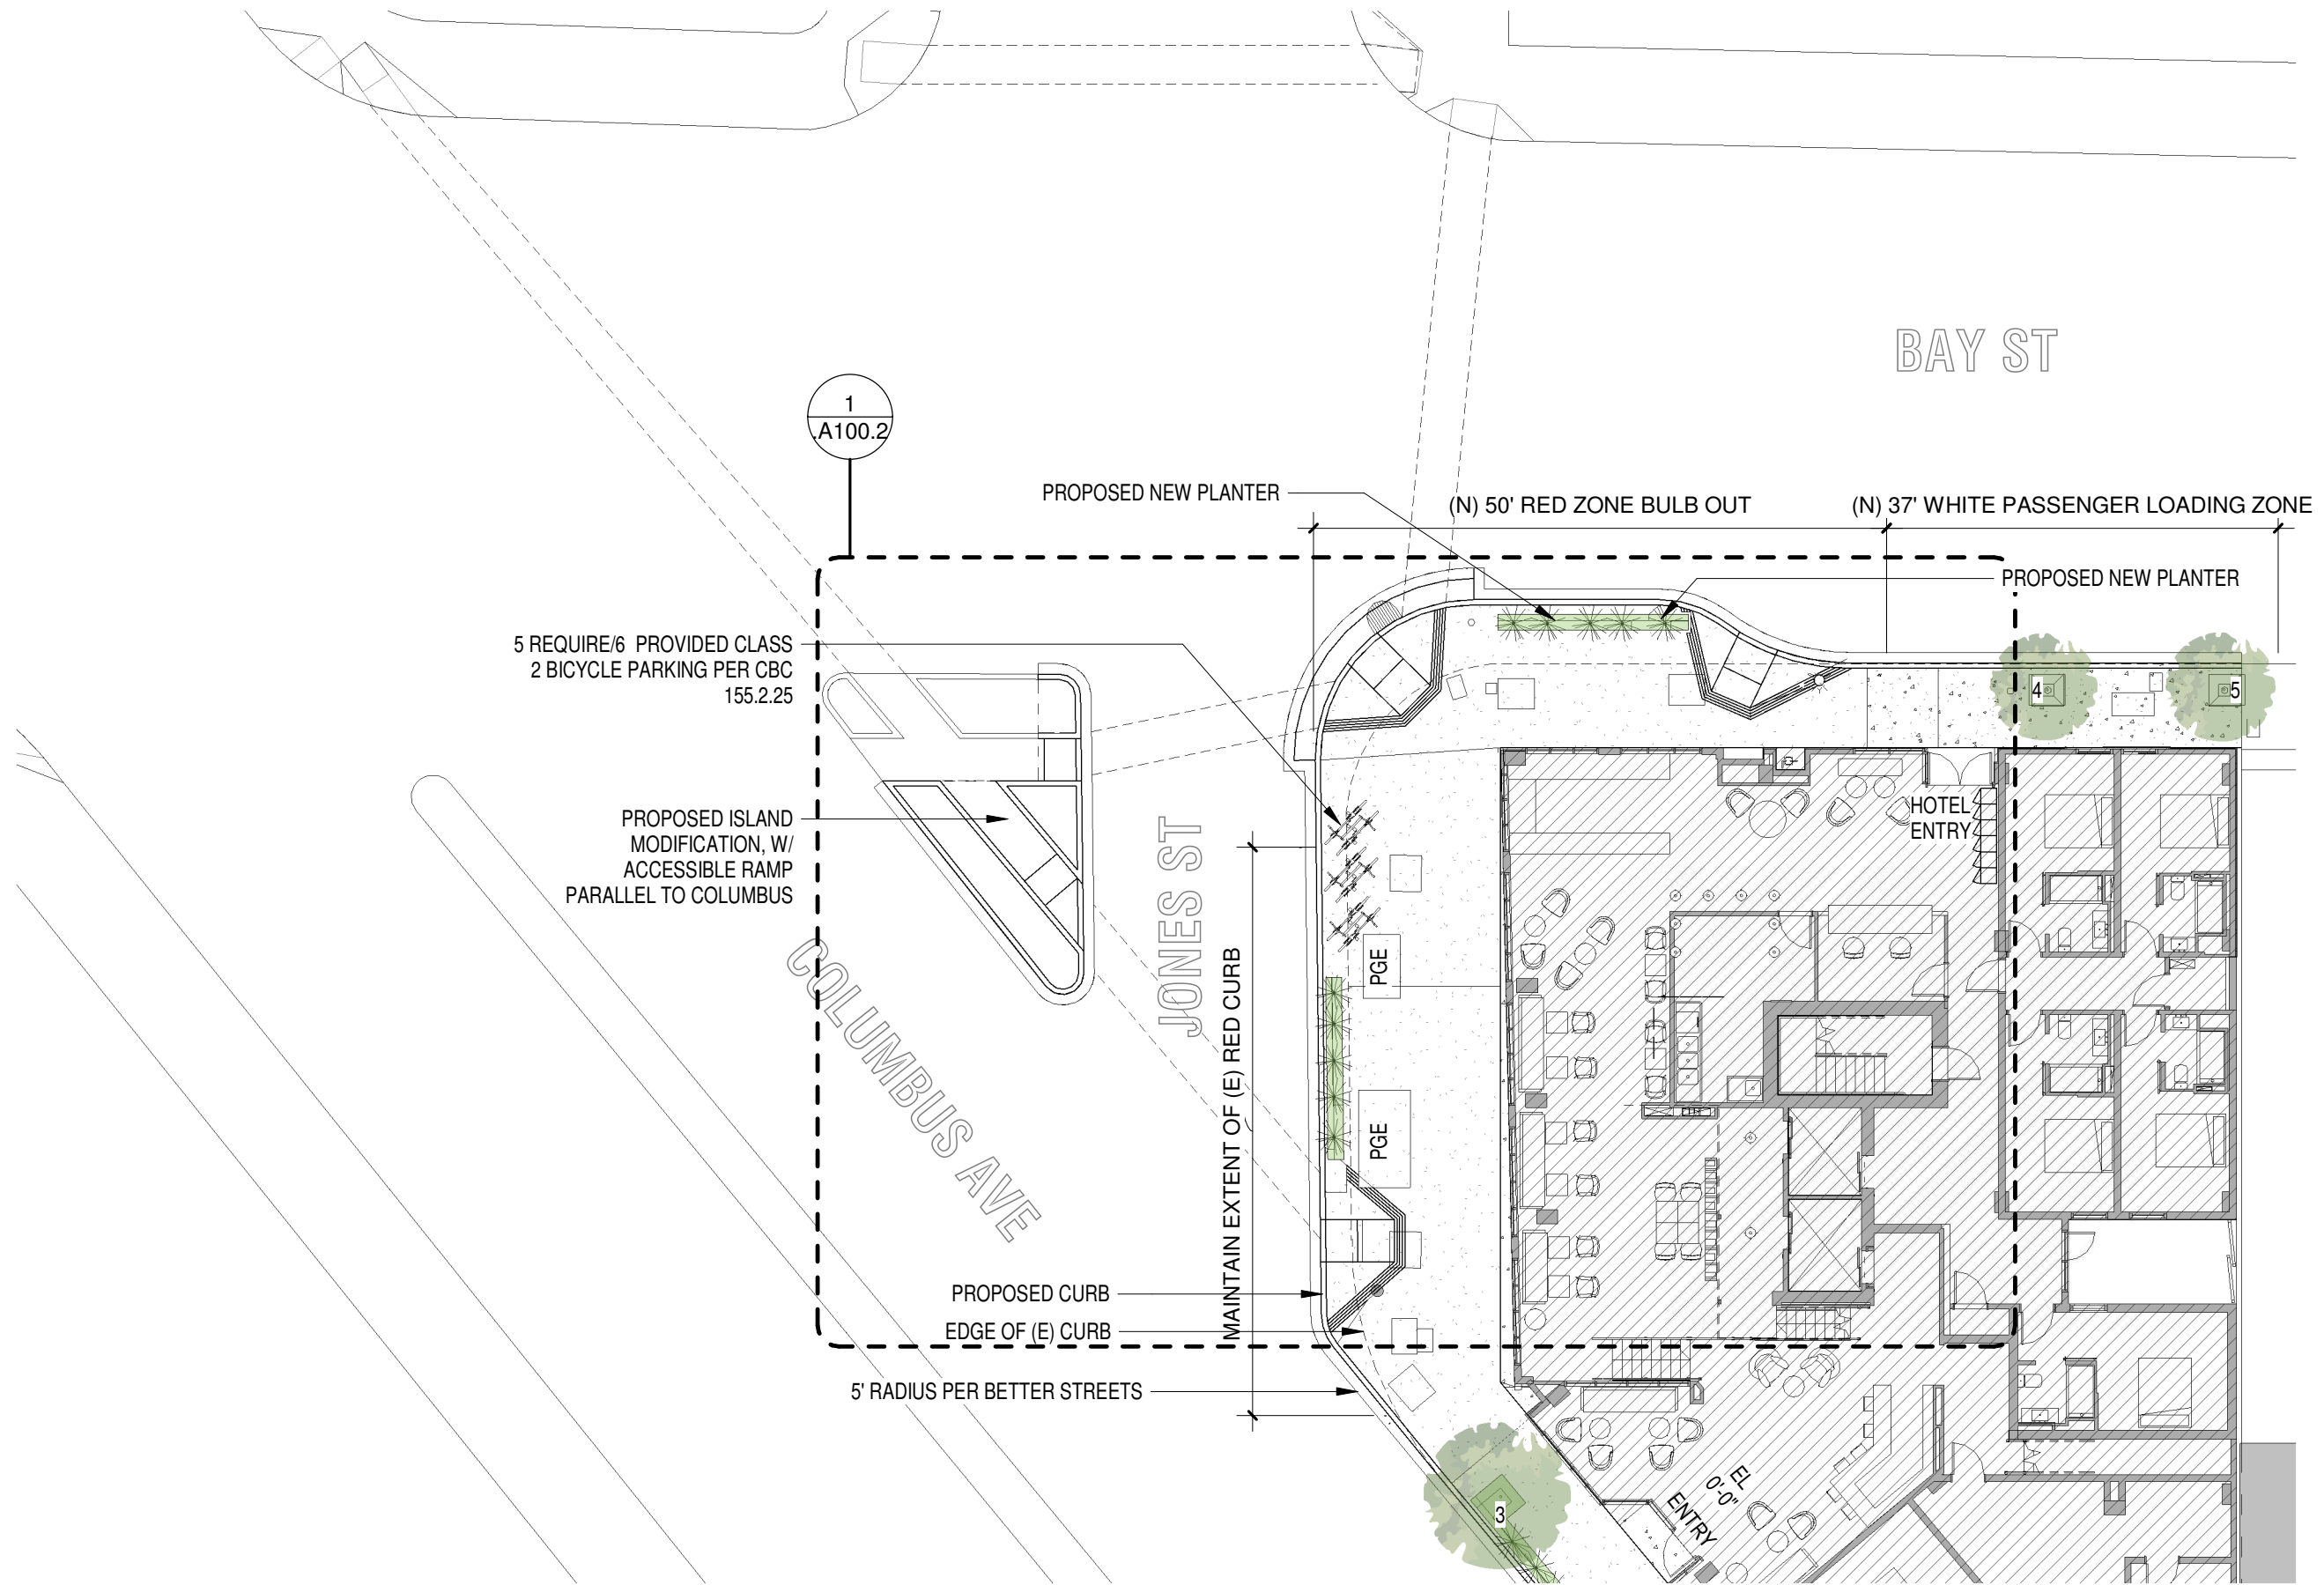 BAY ST
1
.A100.2
PROPOSED NEW PLANTER
(N) 50' RED ZONE BULB OUT
(N) 37' WHITE PASSENGER LOADING ZONE
PROPOSED NEW PLANTER
5 REQUIRE/6 PROVIDED CLASS
2 BICYCLE PARKING PER CBC
155.2.25
4
5
PROPOSED ISLAND
MODIFICATION, W/
ACCESSIBLE RAMP
PARALLEL TO COLUMBUS
HOTEL
ENTRY
JONES ST
COLUMBUS AVE
MAINTAIN EXTENT OF (E) RED CURB
PGE
PGE
PROPOSED CURB
EDGE OF (E) CURB
5' RADIUS PER BETTER STREETS
3
EL
0'-0"
ENTRY